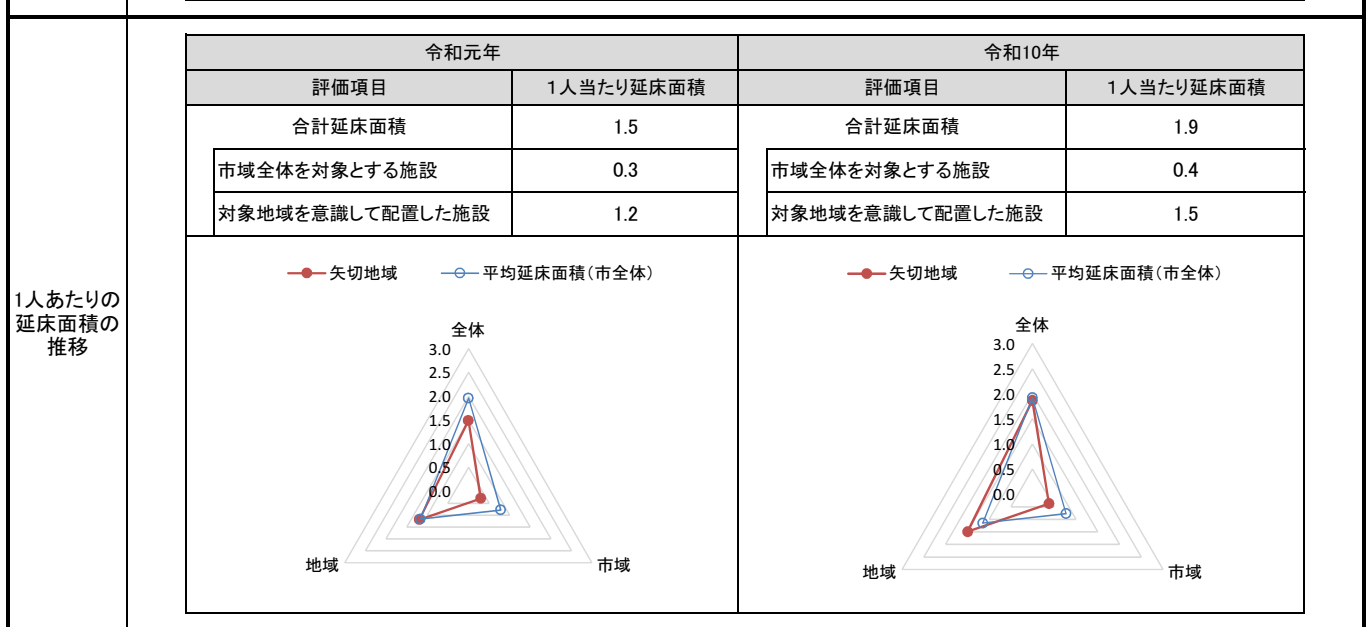 令和元年
令和10年
評価項目
1人当たり延床面積
評価項目
1人当たり延床面積
合計延床面積
1.5
合計延床面積
1.9
市域全体を対象とする施設
0.3
市域全体を対象とする施設
0.4
対象地域を意識して配置した施設
1.2
対象地域を意識して配置した施設
1.5
1人あたりの
延床面積の
推移
矢切地域
平均延床面積(市全体)
全体
3.0
2.5
2.0
1.5
1.0
0.5
0.0
地域
市域
矢切地域
平均延床面積(市全体)
全体
3.0
2.5
2.0
1.5
1.0
0.5
0.0
地域
市域